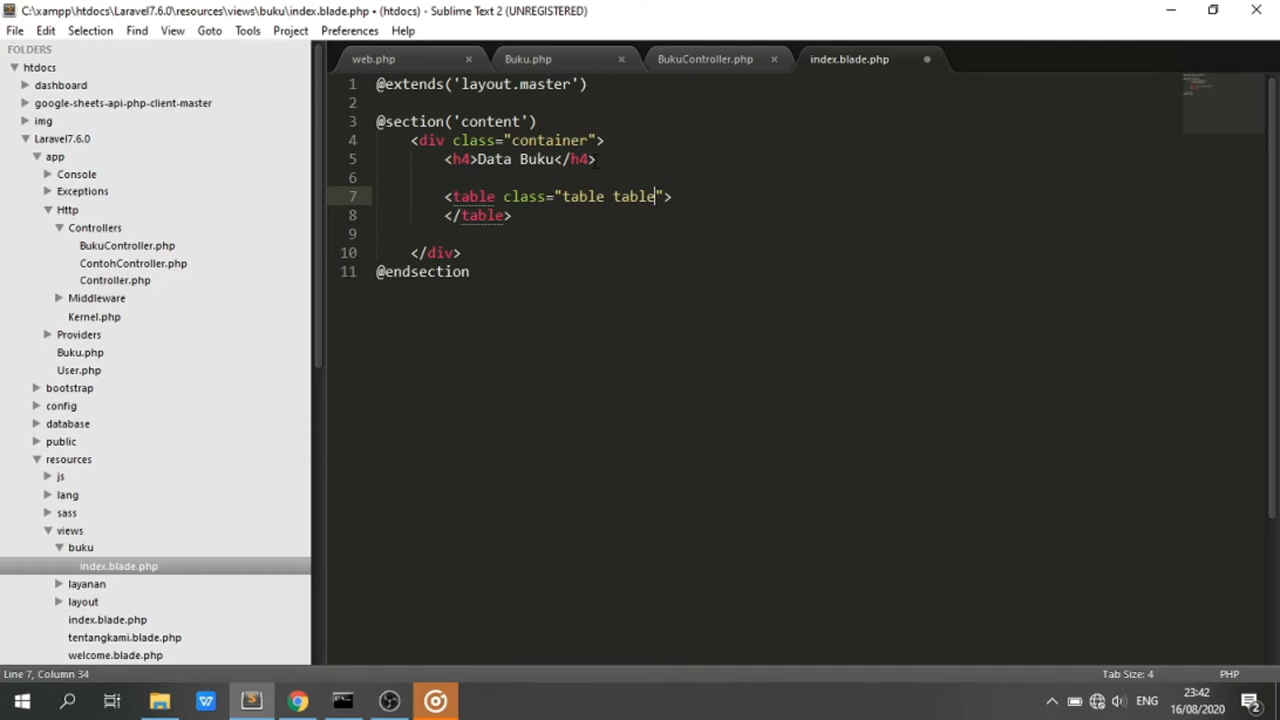 C:\xampp\htdocs\Laravel7.6.0\resources\views\buku\index.blade.php • (htdocs) - Sublime Text 2 (UNREGISTERED)
File Edit Selection Find View Goto Tools Project Preferences Help
FOLDERS
htdocs
dashboard
google-sheets-api-php-client-master
img
Laravel7.6.0
app
Console
Exceptions
Http
Controllers
BukuController.php
ContohController.php
Controller.php
Middleware
Kernel.php
Providers
Buku.php
User.php
bootstrap
config
database
public
resources
js
lang
sass
views
buku
index.blade.php
layanan
layout
index.blade.php
tentangkami.blade.php
welcome.blade.php
web.php × Buku.php × BukuController.php × index.blade.php •
1 @extends('layout.master')
2
3 @section('content')
4 <div class="container">
5 <h4>Data Buku</h4>
6
7 <table class="table table">
8 </table>
9
10 </div>
11 @endsection
Line 7, Column 34
Tab Size: 4 PHP
ENG
23:42
16/08/2020
2